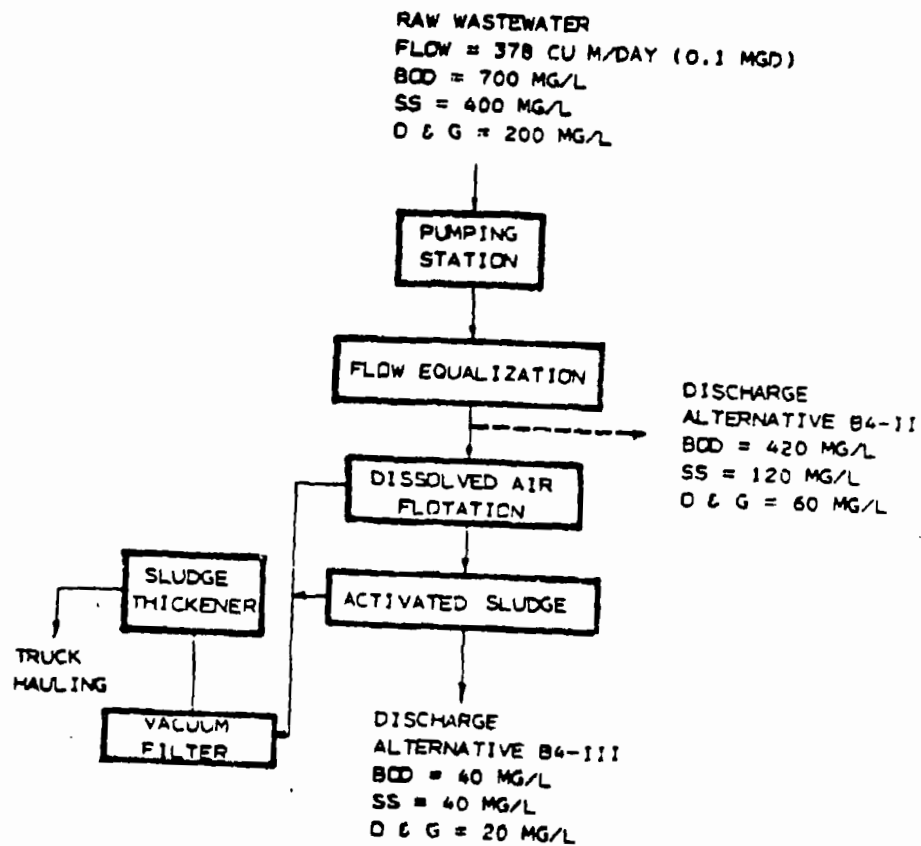 RAW WASTEWATER
FLOW = 378 CU M/DAY (0.1 MGD)
BOD = 700 MG/L
SS = 400 MG/L
O & G = 200 MG/L
PUMPING
STATION
FLOW EQUALIZATION
DISCHARGE
ALTERNATIVE B4-II
BOD = 420 MG/L
SS = 120 MG/L
O & G = 60 MG/L
DISSOLVED AIR
FLOTATION
SLUDGE
THICKENER
ACTIVATED SLUDGE
TRUCK
HAULING
VACUUM
FILTER
DISCHARGE
ALTERNATIVE B4-III
BOD = 40 MG/L
SS = 40 MG/L
O & G = 20 MG/L